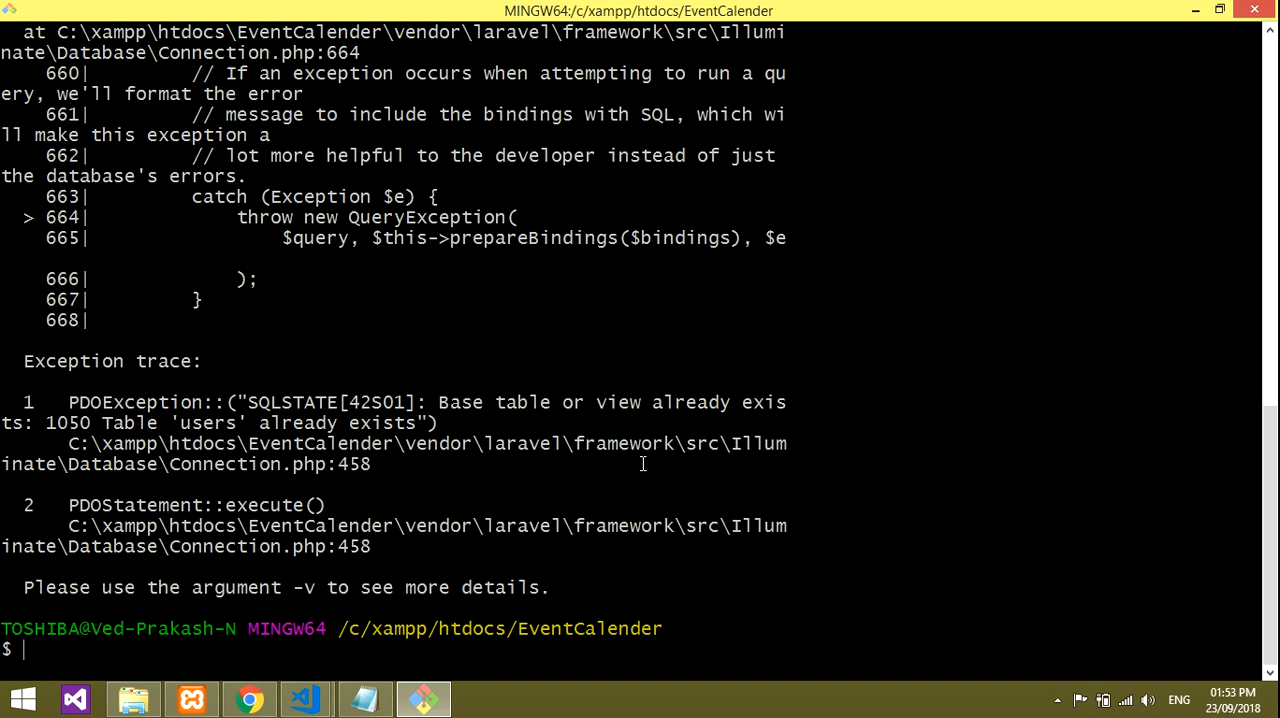 MINGW64:/c/xampp/htdocs/EventCalender
at C:\xampp\htdocs\EventCalender\vendor\laravel\framework\src\Illumi
nate\Database\Connection.php:664
660| // If an exception occurs when attempting to run a qu
ery, we'll format the error
661| // message to include the bindings with SQL, which wi
ll make this exception a
662| // lot more helpful to the developer instead of just
the database's errors.
663| catch (Exception $e) {
> 664| throw new QueryException(
665| $query, $this->prepareBindings($bindings), $e
666| );
667| }
668|
Exception trace:
1 PDOException::("SQLSTATE[42S01]: Base table or view already exis
ts: 1050 Table 'users' already exists")
C:\xampp\htdocs\EventCalender\vendor\laravel\framework\src\Illum
inate\Database\Connection.php:458
2 PDOStatement::execute()
C:\xampp\htdocs\EventCalender\vendor\laravel\framework\src\Illum
inate\Database\Connection.php:458
Please use the argument -v to see more details.
TOSHIBA@Ved-Prakash-N MINGW64 /c/xampp/htdocs/EventCalender
$
ENG
01:53 PM
23/09/2018